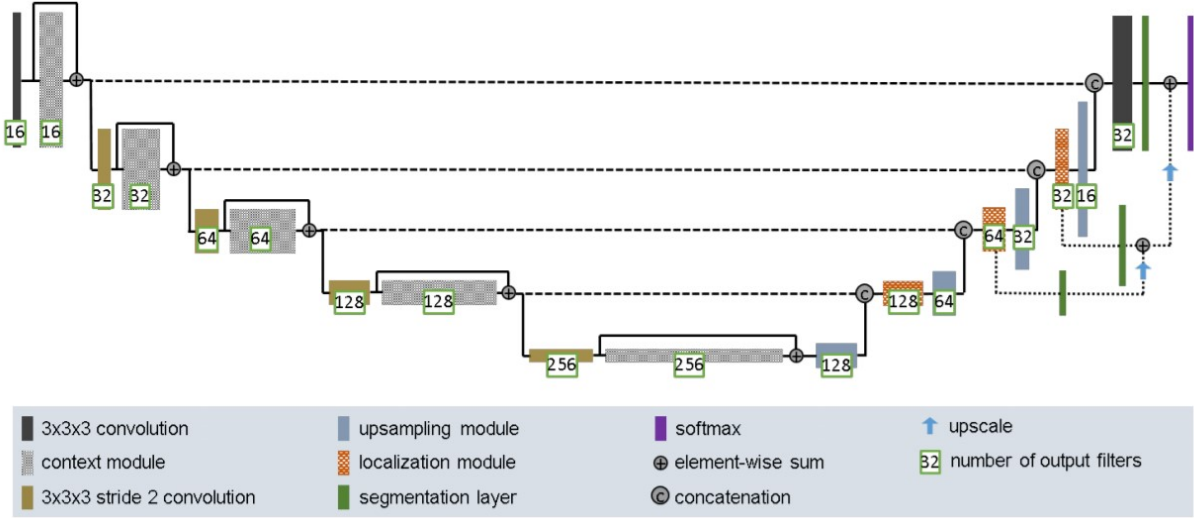 16 16 C 32
32 32 C 32 16
64 64 C 64 32
128 128 C 128 64
256 256 128
3x3x3 convolution upsampling module softmax upscale
context module localization module element-wise sum 32 number of output filters
3x3x3 stride 2 convolution segmentation layer C concatenation